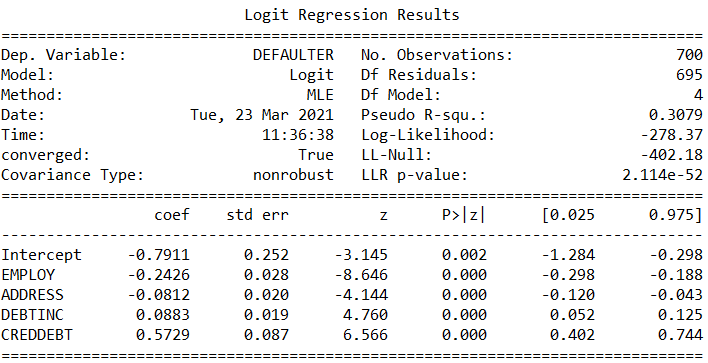 Logit Regression Results
==============================================================================
Dep. Variable:              DEFAULTER   No. Observations:                  700
Model:                          Logit   Df Residuals:                      695
Method:                           MLE   Df Model:                            4
Date:                Tue, 23 Mar 2021   Pseudo R-squ.:                  0.3079
Time:                        11:36:38   Log-Likelihood:                -278.37
converged:                       True   LL-Null:                       -402.18
Covariance Type:            nonrobust   LLR p-value:                 2.114e-52
==============================================================================
                 coef    std err          z      P>|z|      [0.025      0.975]
------------------------------------------------------------------------------
Intercept     -0.7911      0.252     -3.145      0.002      -1.284      -0.298
EMPLOY        -0.2426      0.028     -8.646      0.000      -0.298      -0.188
ADDRESS       -0.0812      0.020     -4.144      0.000      -0.120      -0.043
DEBTINC        0.0883      0.019      4.760      0.000       0.052       0.125
CREDDEBT       0.5729      0.087      6.566      0.000       0.402       0.744
==============================================================================